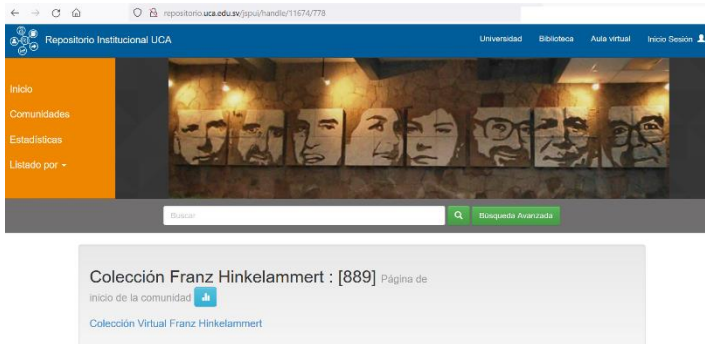 repositorio.uca.edu.sv/jspui/handle/11674/778
Repositorio Institucional UCA
Universidad Biblioteca Aula virtual Inicio Sesión
Inicio
Comunidades
Estadísticas
Listado por
Buscar
Búsqueda Avanzada
Colección Franz Hinkelammert : [889] Página de
inicio de la comunidad
Colección Virtual Franz Hinkelammert